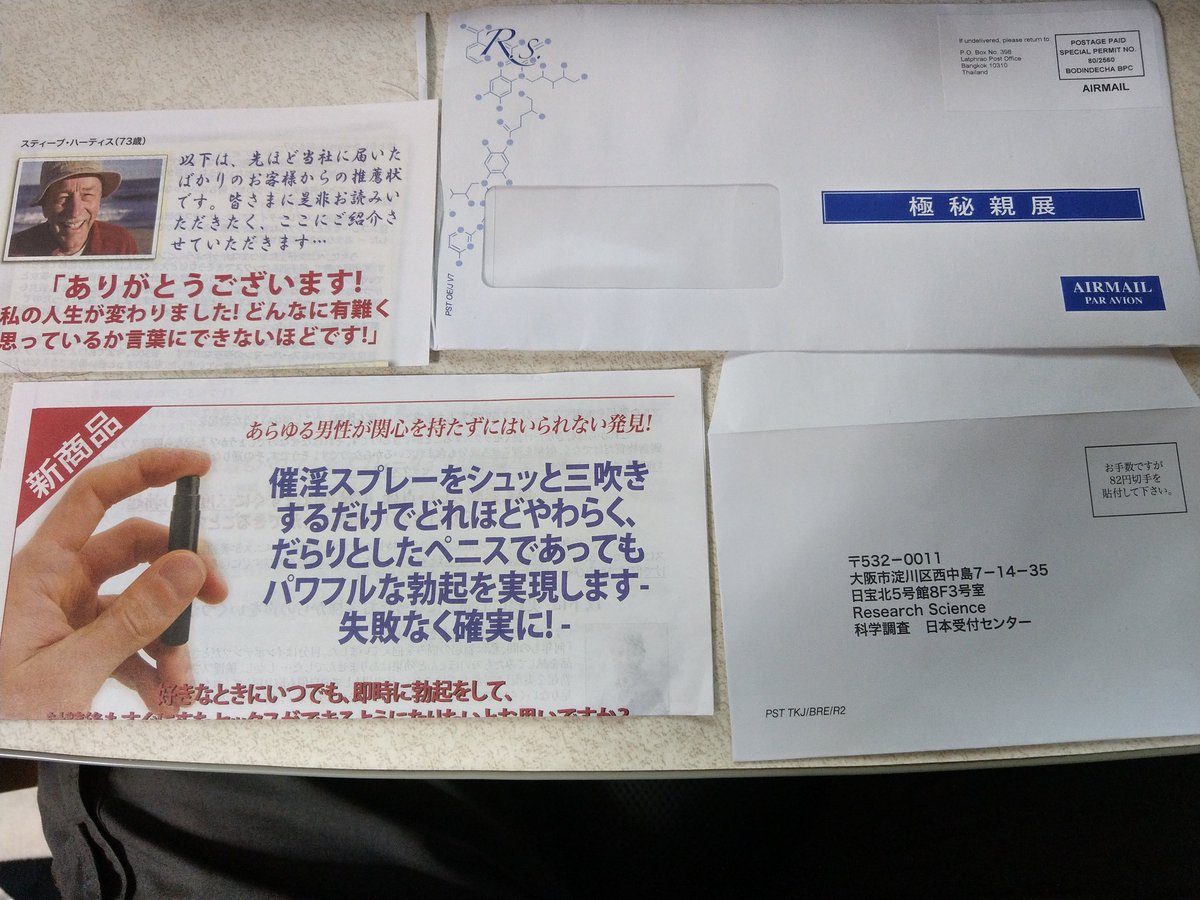 スティーブ・ハーティス(73歳)
以下は、先ほど当社に届いた
ばかりのお客様からの推薦状
です。皆さまに是非お読みい
ただきたく、ここにご紹介さ
せていただきます…
「ありがとうございます!
私の人生が変わりました!どんなに有難く
思っているか言葉にできないほどです!」
R.S.
If undelivered, please return to:
P.O. Box No. 398
Latphrao Post Office
Bangkok 10310
Thailand
POSTAGE PAID
SPECIAL PERMIT NO.
80/2560
BODINDECHA BPC
AIRMAIL
極秘親展
AIRMAIL
PAR AVION
PST OE/J V7
新商品
あらゆる男性が関心を持たずにはいられない発見!
催淫スプレーをシュッと三吹き
するだけでどれほどやわらく、
だらりとしたペニスであっても
パワフルな勃起を実現します-
失敗なく確実に! -
好きなときにいつでも、即時に勃起をして、
お手数ですが
82円切手を
貼付して下さい。
〒532-0011
大阪市淀川区西中島7-14-35
日宝北5号館8F3号室
Research Science
科学調査 日本受付センター
PST TKJ/BRE/R2